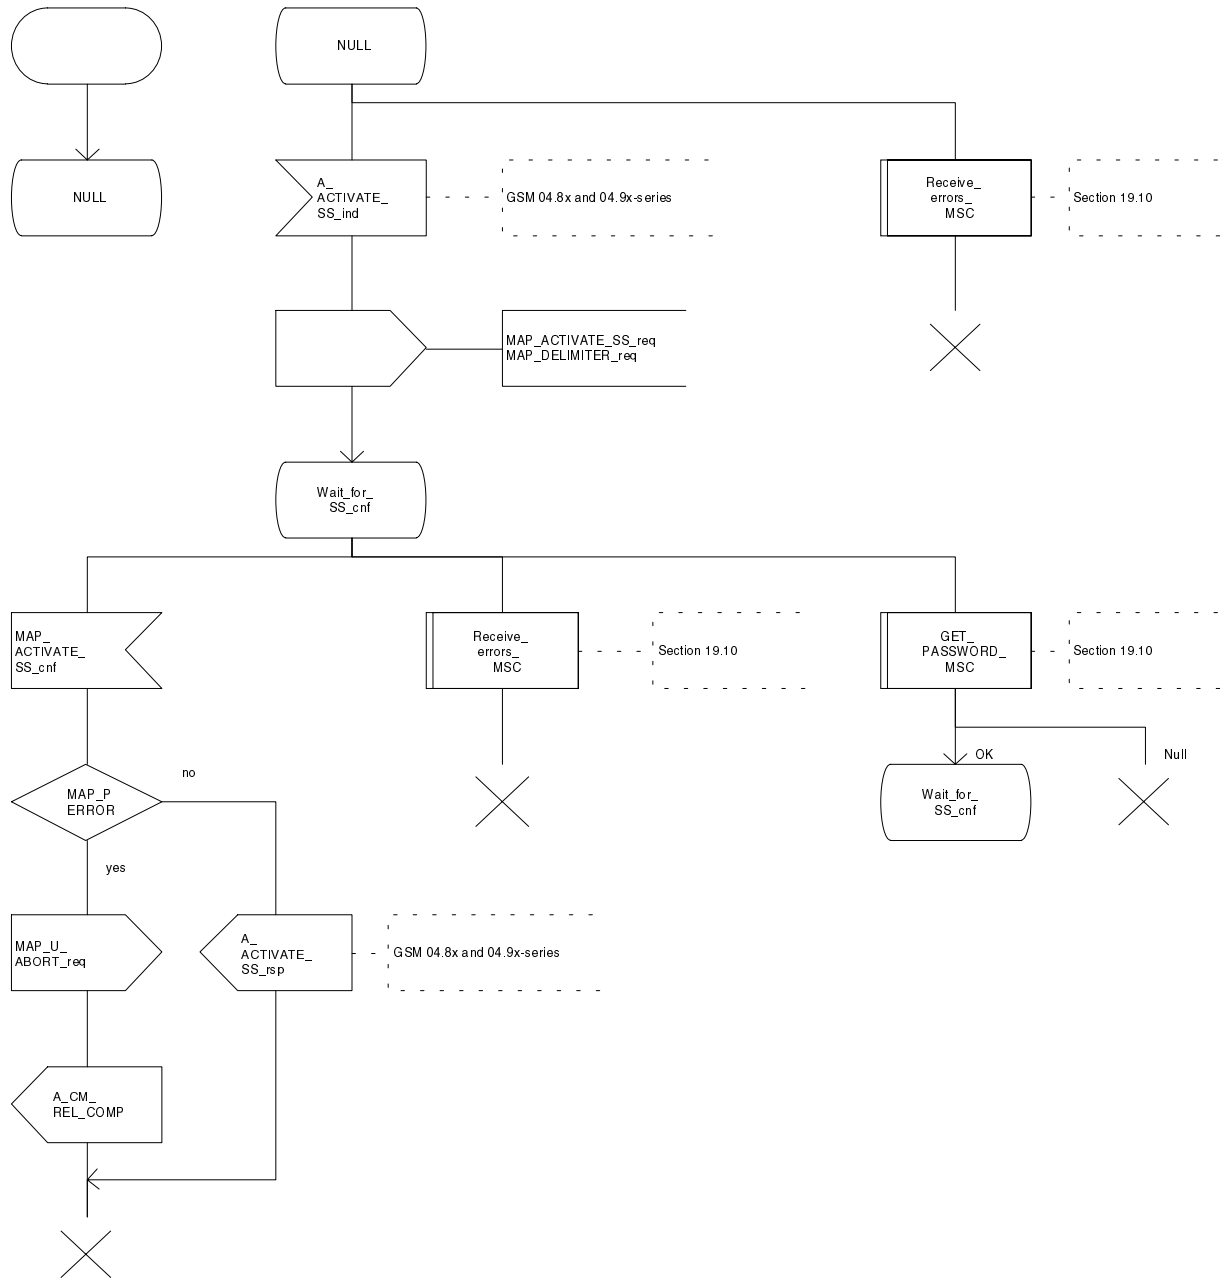 NULL
NULL
A_
ACTIVATE_
SS_ind
GSM 04.8x and 04.9x-series
Receive_
errors_
MSC
Section 19.10
MAP_ACTIVATE_SS_req
MAP_DELIMITER_req
Wait_for_
SS_cnf
MAP_
ACTIVATE_
SS_cnf
Receive_
errors_
MSC
Section 19.10
GET_
PASSWORD_
MSC
Section 19.10
OK
Null
Wait_for_
SS_cnf
no
MAP_P
ERROR
yes
MAP_U_
ABORT_req
A_
ACTIVATE_
SS_rsp
GSM 04.8x and 04.9x-series
A_CM_
REL_COMP